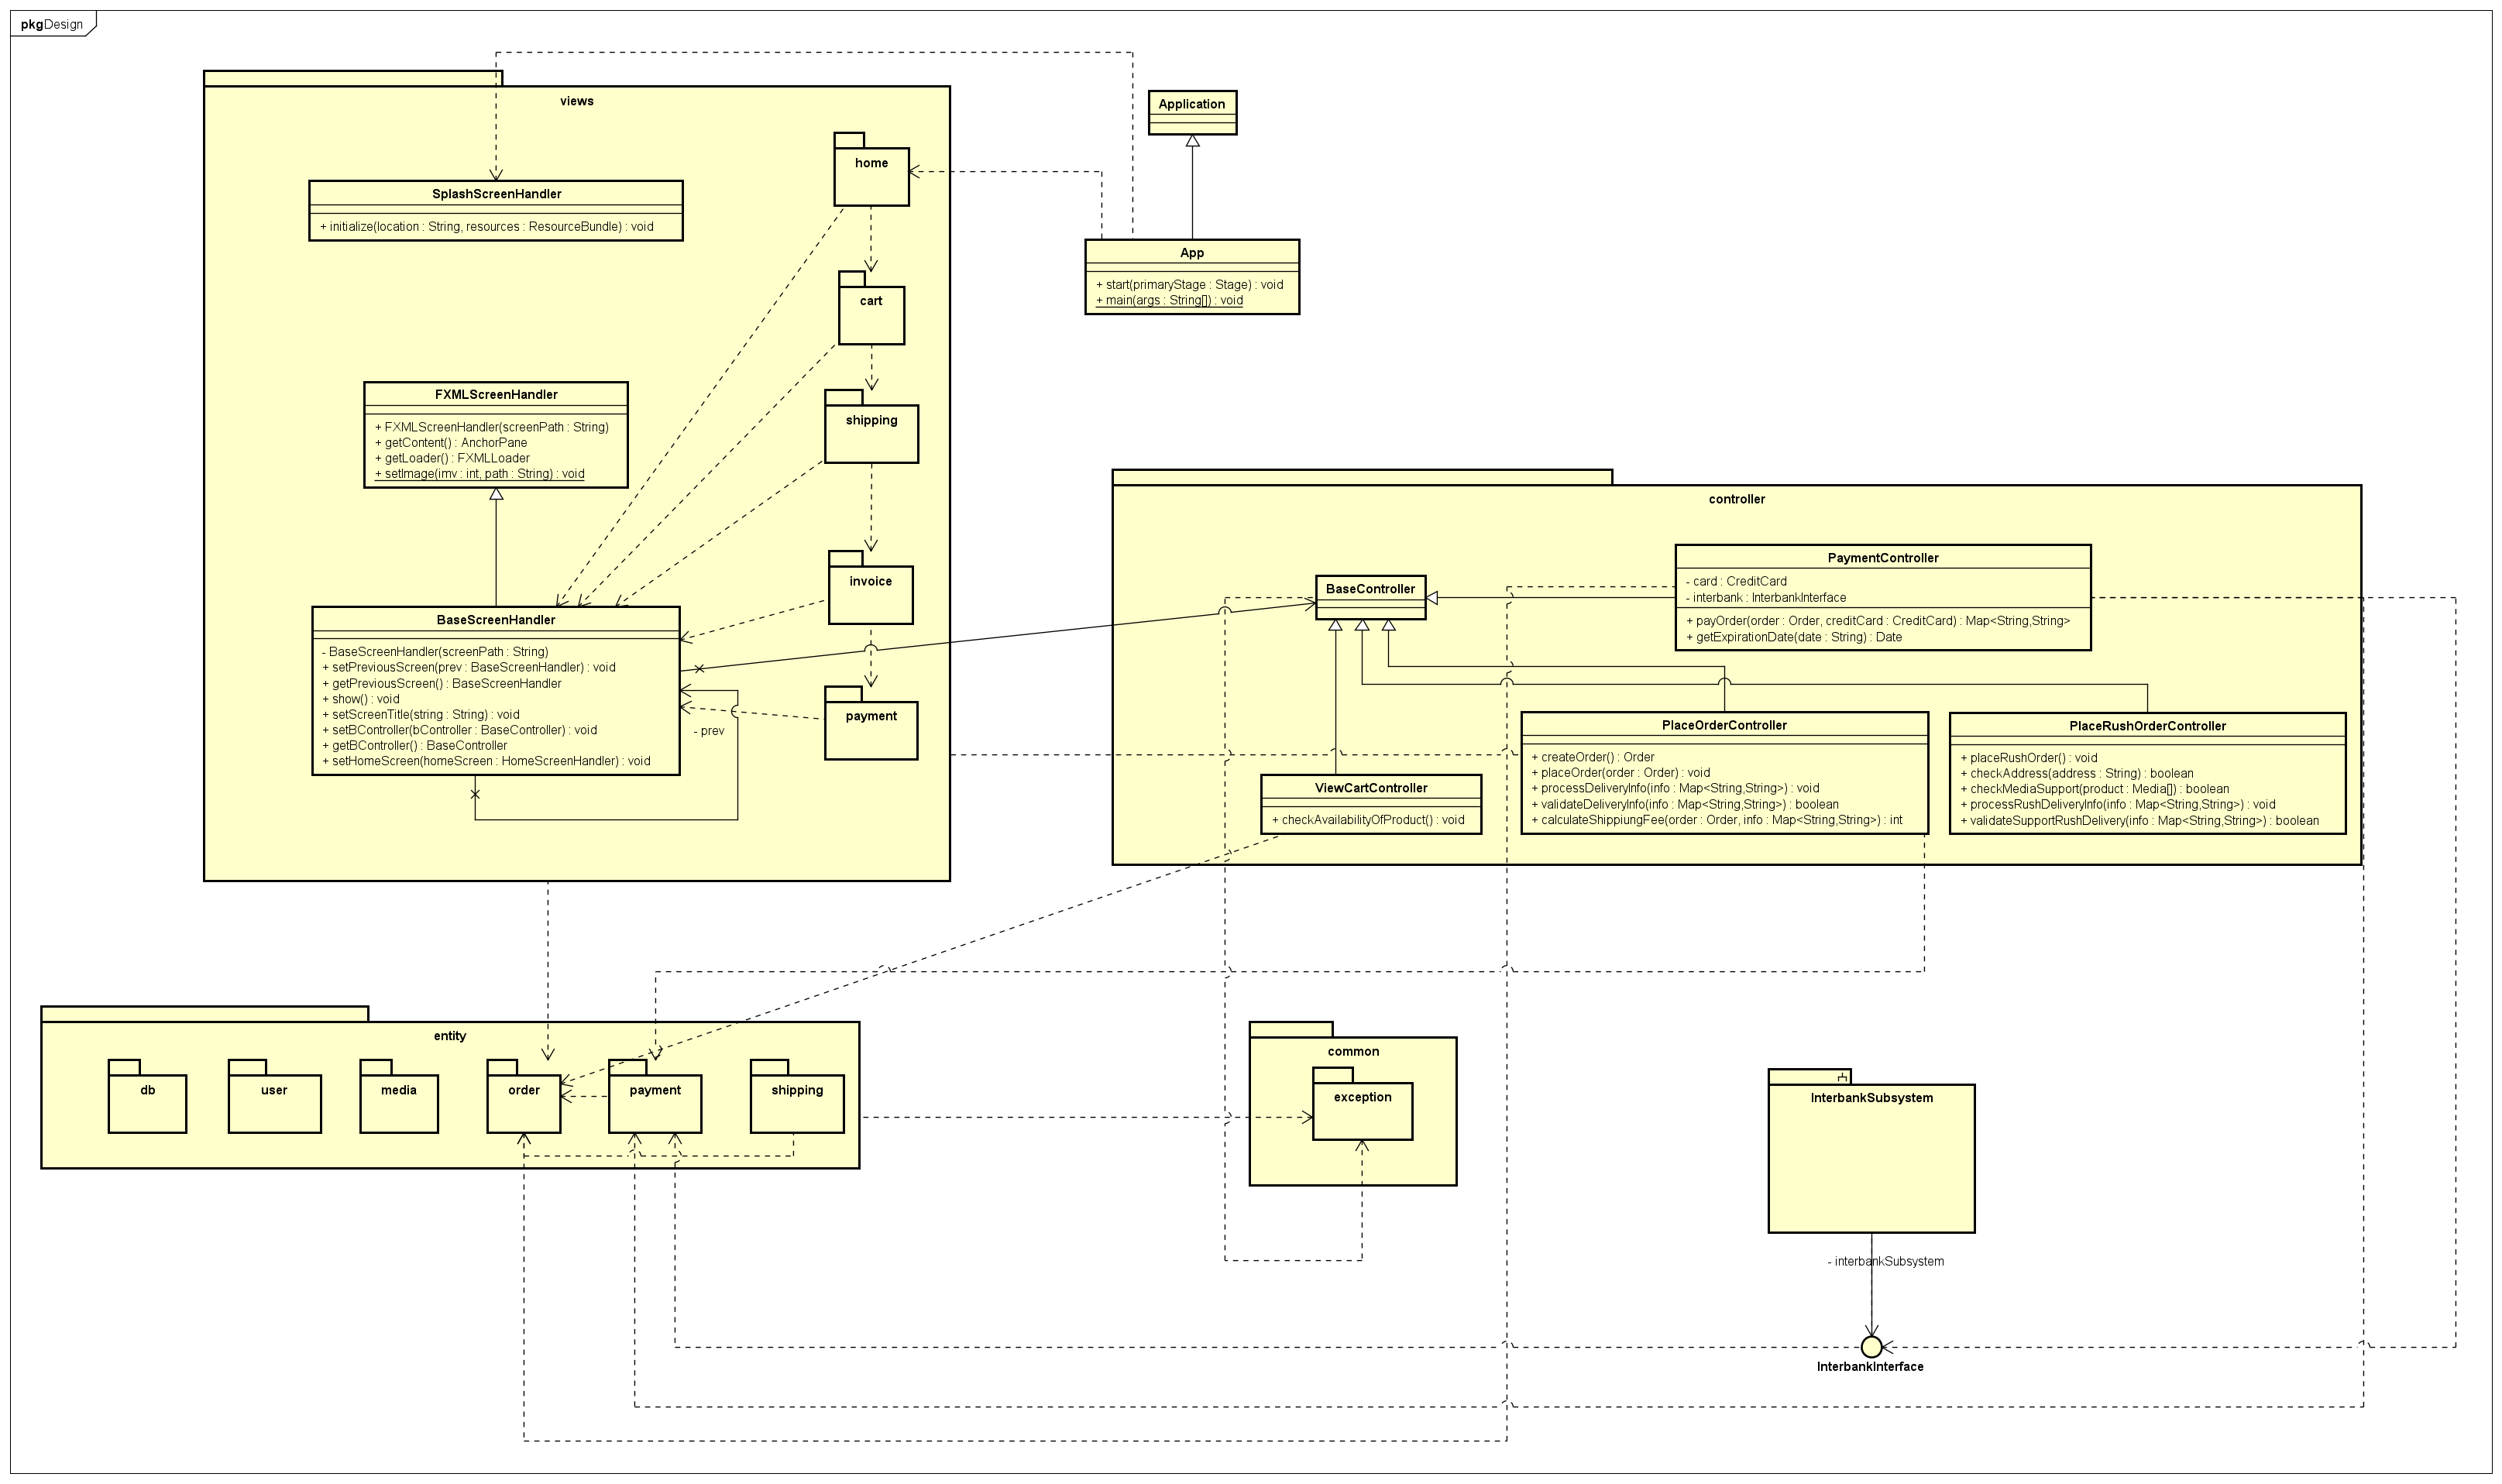 pkgDesign
views
SplashScreenHandler
+ initialize(location : String, resources : ResourceBundle) : void
home
cart
shipping
invoice
payment
FXMLScreenHandler
+ FXMLScreenHandler(screenPath : String)
+ getContent() : AnchorPane
+ getLoader() : FXMLLoader
+ setImage(imv : int, path : String) : void
BaseScreenHandler
- BaseScreenHandler(screenPath : String)
+ setPreviousScreen(prev : BaseScreenHandler) : void
+ getPreviousScreen() : BaseScreenHandler
+ show() : void
+ setScreenTitle(string : String) : void
+ setBController(bController : BaseController) : void
+ getBController() : BaseController
+ setHomeScreen(homeScreen : HomeScreenHandler) : void
- prev
Application
App
+ start(primaryStage : Stage) : void
+ main(args : String[]) : void
controller
BaseController
PaymentController
- card : CreditCard
- interbank : InterbankInterface
+ payOrder(order : Order, creditCard : CreditCard) : Map<String,String>
+ getExpirationDate(date : String) : Date
ViewCartController
+ checkAvailabilityOfProduct() : void
PlaceOrderController
+ createOrder() : Order
+ placeOrder(order : Order) : void
+ processDeliveryInfo(info : Map<String,String>) : void
+ validateDeliveryInfo(info : Map<String,String>) : boolean
+ calculateShippiungFee(order : Order, info : Map<String,String>) : int
PlaceRushOrderController
+ placeRushOrder() : void
+ checkAddress(address : String) : boolean
+ checkMediaSupport(product : Media[]) : boolean
+ processRushDeliveryInfo(info : Map<String,String>) : void
+ validateSupportRushDelivery(info : Map<String,String>) : boolean
entity
db
user
media
order
payment
shipping
common
exception
InterbankSubsystem
- interbankSubsystem
InterbankInterface